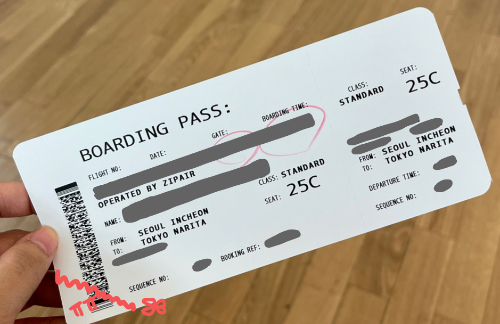 BOARDING PASS:
FLIGHT NO:
DATE:
GATE:
BOARDING TIME:
OPERATED BY ZIPAIR
NAME:
CLASS: STANDARD
SEAT: 25C
FROM: SEOUL INCHEON
TO: TOKYO NARITA
SEQUENCE NO:
BOOKING REF:
CLASS: STANDARD
SEAT: 25C
FROM: SEOUL INCHEON
TO: TOKYO NARITA
DEPARTURE TIME:
SEQUENCE NO: